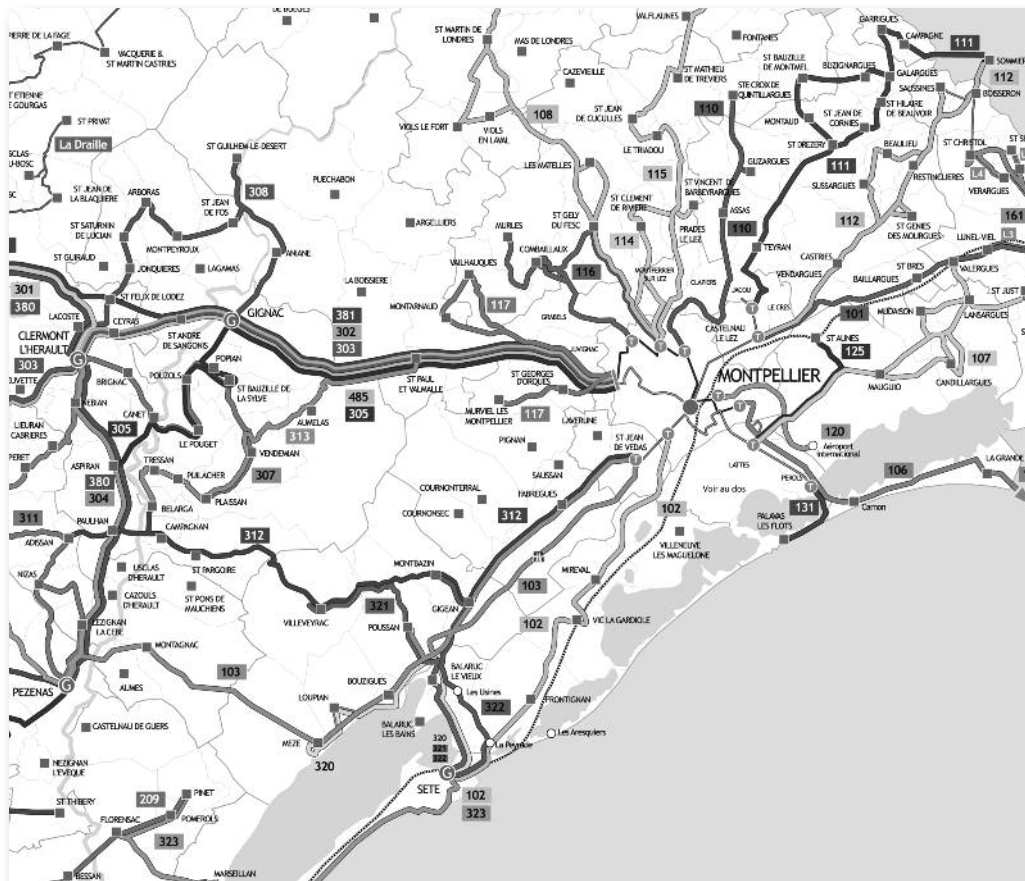 DE BUEGES
ST MARTIN DE
LONDRES
VALFLAUNES
GARRIGUES
PIERRE DE LA FAGE
VACQUERIE &
ST MARTIN CASTRIES
MAS DE LONDRES
FONTANES
CAMPAGNE
111
SOMMIER
ST MATHIEU
DE TREVIERS
ST BAUZILLE
DE MONTMEL
BUZIGNARGUES
GALARGUES
112
CAZEVIEILLE
STE CROIX DE
QUINTILLARGUES
SAUSSINES
BOISSERON
ST ETIENNE
DE GOURGAS
108
110
ST HILAIRE
DE BEAUVOIR
ST PRIVAT
VIOLS LE FORT
VIOLS
EN LAVAL
ST JEAN
DE CUCULLES
MONTAUD
ST JEAN DE
CORNIES
La Draille
LE TRIADOU
ST DREZERY
BEAULIEU
ST CHRISTOL
ST GUILHEM-LE-DESERT
LES MATELLES
GUZARGUES
111
RESTINCLIERES
L4
VERARGUES
115
ST JEAN DE
LA BLAQUIERE
ARBORAS
ST JEAN
DE FOS
308
PUECHABON
ST CLEMENT
DE RIVIERE
ST VINCENT DE
BARBEYRARGUES
SUSSARGUES
ARGELLIERS
ST GELY
DU FESC
ASSAS
112
ST GENIES
DES MOURGUES
161
ST SATURNIN
DE LUCIAN
MONTPEYROUX
MURLES
114
PRADES
LE LEZ
110
TEYRAN
LUNEL-VIEL
L3
ST GUIRAUD
ANIANE
COMBAILLAUX
JONQUIERES
LAGAMAS
VAILHAUQUES
116
MONTFERRIER
SUR LEZ
CLAPIERS
JACOU
VENDARGUES
CASTRIES
BAILLARGUES
ST BRES
VALERGUES
301
380
LA BOISSIERE
ST JUST
ST FELIX DE LODEZ
GIGNAC
G
MONTARNAUD
117
GRABELS
LE CRES
101
MUDAISON
LANSARGUES
LACOSTE
CEYRAS
381
302
303
CASTELNAU
LE LEZ
ST AUNES
CLERMONT
L'HERAULT
G
ST ANDRE
DE SANGONIS
JUVIGNAC
125
107
303
POPIAN
ST GEORGES
D'ORQUES
MONTPELLIER
MAUGUIO
CANDILLARGUES
BRIGNAC
POUZOLS
ST BAUZILLE DE
LA SYLVE
ST PAUL
ET VALMALLE
NEBIAN
485
305
MURVIEL LES
MONTPELLIER
117
CANET
AUMELAS
LAVERUNE
LIEURAN
CABRIERES
305
LE POUGET
313
PIGNAN
ST JEAN
DE VEDAS
120
Aéroport
international
VENDEMIAN
PERET
ASPIRAN
TRESSAN
307
SAUSSAN
LATTES
LA GRANDE
380
304
PUILACHER
COURNONTERRAL
FABREGUES
PEROLS
106
BELARGA
PLAISSAN
Voir au dos
311
COURNONSEC
312
102
131
Carnon
ADISSAN
PAULHAN
CAMPAGNAN
312
PALAVAS
LES FLOTS
VILLENEUVE
LES MAGUELONE
USCLAS
D'HERAULT
ST PARGOIRE
MONTBAZIN
NIZAS
CAZOULS
D'HERAULT
ST PONS DE
MAUCHIENS
103
MIREVAL
321
GIGEAN
LEZIGNAN
LA CEBE
VILLEVEYRAC
102
VIC LA GARDIOLE
POUSSAN
MONTAGNAC
PEZENAS
G
103
BALARUC
LE VIEUX
AUMES
BOUZIGUES
Les Usines
LOUPIAN
322
FRONTIGNAN
CASTELNAU DE GUERS
BALARUC
LES BAINS
Les Aresquiers
MEZE
320
321
322
La Peyrade
320
NEZIGNAN
L'EVEQUE
G
SETE
ST THIBERY
209
PINET
102
323
FLORENSAC
POMEROLS
323
BESSAN
MARSEILLAN